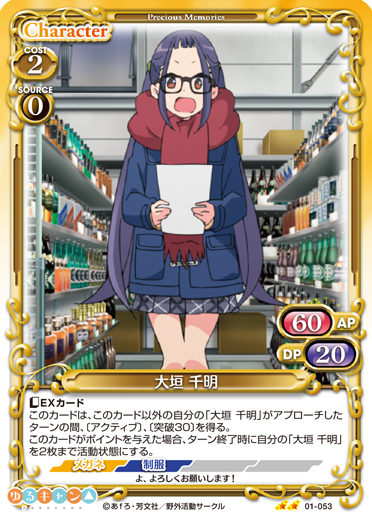 Precious Memories
Character
COST
2
SOURCE
0
60 AP
DP 20
大垣 千明
EXカード
このカードは、このカード以外の自分の「大垣 千明」がアプローチした
ターンの間、〔アクティブ〕、〔突破30〕を得る。
このカードがポイントを与えた場合、ターン終了時に自分の「大垣 千明」
を2枚まで活動状態にする。
メガネ 制服
よ、よろしくお願いします!
ゆるキャン
©あfろ・芳文社/野外活動サークル
01-053